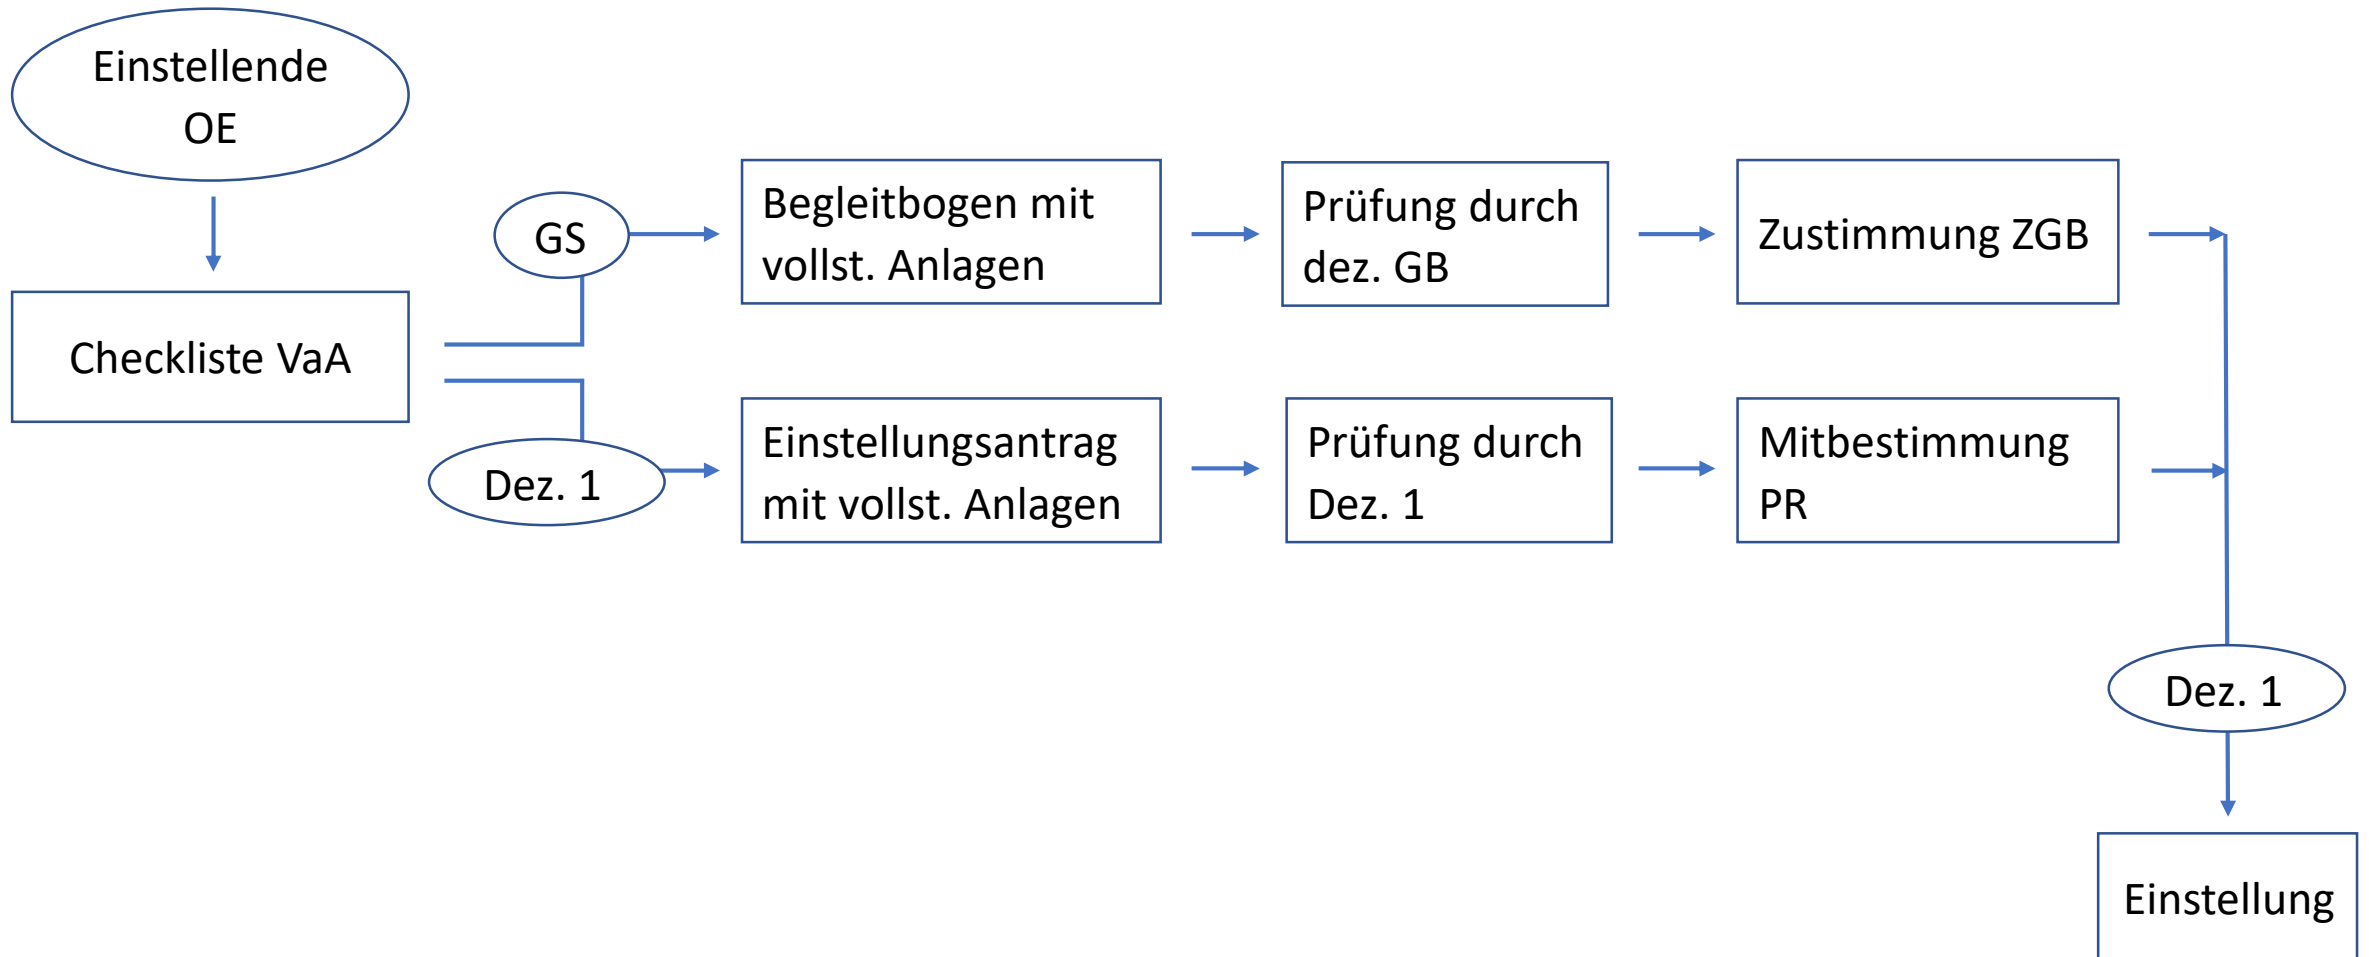 Einstellende
OE
Checkliste VaA
GS
Begleitbogen mit
vollst. Anlagen
Prüfung durch
dez. GB
Zustimmung ZGB
Dez. 1
Einstellungsantrag
mit vollst. Anlagen
Prüfung durch
Dez. 1
Mitbestimmung
PR
Dez. 1
Einstellung